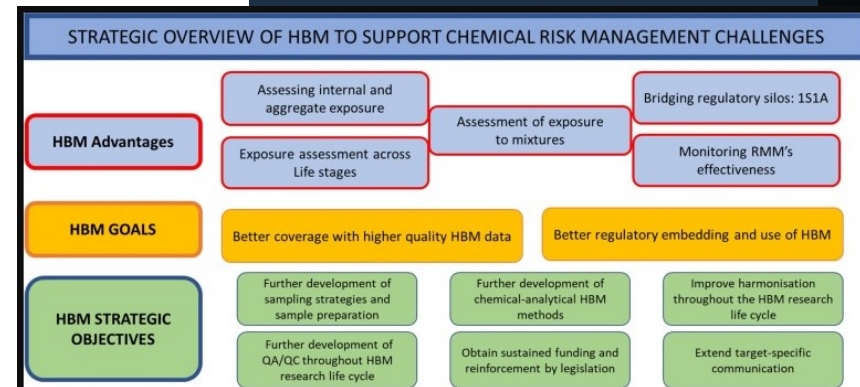 STRATEGIC OVERVIEW OF HBM TO SUPPORT CHEMICAL RISK MANAGEMENT CHALLENGES
HBM Advantages
Assessing internal and
aggregate exposure
Exposure assessment across
Life stages
Assessment of exposure
to mixtures
Bridging regulatory silos: 1S1A
Monitoring RMM's
effectiveness
HBM GOALS
Better coverage with higher quality HBM data
Better regulatory embedding and use of HBM
HBM STRATEGIC
OBJECTIVES
Further development of
sampling strategies and
sample preparation
Further development of
chemical-analytical HBM
methods
Improve harmonisation
throughout the HBM research
life cycle
Further development of
QA/QC throughout HBM
research life cycle
Obtain sustained funding and
reinforcement by legislation
Extend target-specific
communication